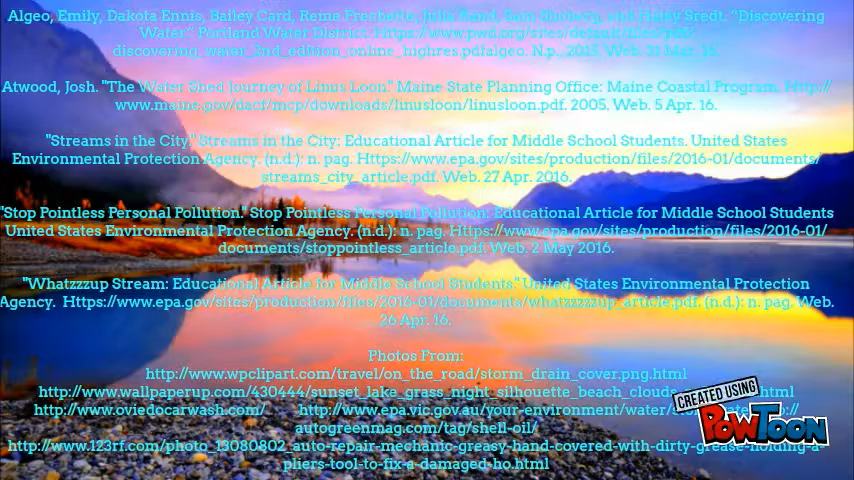 Algeo, Emily, Dakota Ennis, Bailey Card, Reme Frechette, Julia Rand, Sam and Haley Sredt. "Discovering
Water." Portland Water District. Https://www.pwd.org/sites/default/files/pdf/
discovering_water_2nd_edition_online_highres.pdfalgeo. N.p., 2015. Web. 31 Mar. 16.
Atwood, Josh. "The Water Shed Journey of Linus Loon." Maine State Planning Office: Maine Coastal Program. Http://
www.maine.gov/dacf/mcp/downloads/linusloon/linusloon.pdf. 2005. Web. 5 Apr. 16.
"Streams in the City." Streams in the City: Educational Article for Middle School Students. United States
Environmental Protection Agency. (n.d.): n. pag. Https://www.epa.gov/sites/production/files/2016-01/documents/
streams_city_article.pdf. Web. 27 Apr. 2016.
"Stop Pointless Personal Pollution." Stop Pointless Personal Pollution: Educational Article for Middle School Students
United States Environmental Protection Agency. (n.d.): n. pag. Https://www.epa.gov/sites/production/files/2016-01/
documents/stoppointless_article.pdf. Web. 2 May 2016.
"Whatzzzup Stream: Educational Article for Middle School Students." United States Environmental Protection
Agency. Https://www.epa.gov/sites/production/files/2016-01/documents/whatzzzzup_article.pdf. (n.d.): n. pag. Web.
26 Apr. 16.
Photos From:
http://www.wpclipart.com/travel/on_the_road/storm_drain_cover.png.html
http://www.wallpaperup.com/430444/sunset_lake_grass_night_silhouette_beach_clouds html
http://www.oviedocarwash.com/ http://www.epa.vic.gov.au/your-environment/water/
autogreenmag.com/tag/shell-oil/
http://www.123rf.com/photo_13080802_auto-repair-mechanic-greasy-hand-covered-with-dirty-grease-holding-a-
pliers-tool-to-fix-a-damaged-ho.html
CREATED USING
POWTOON